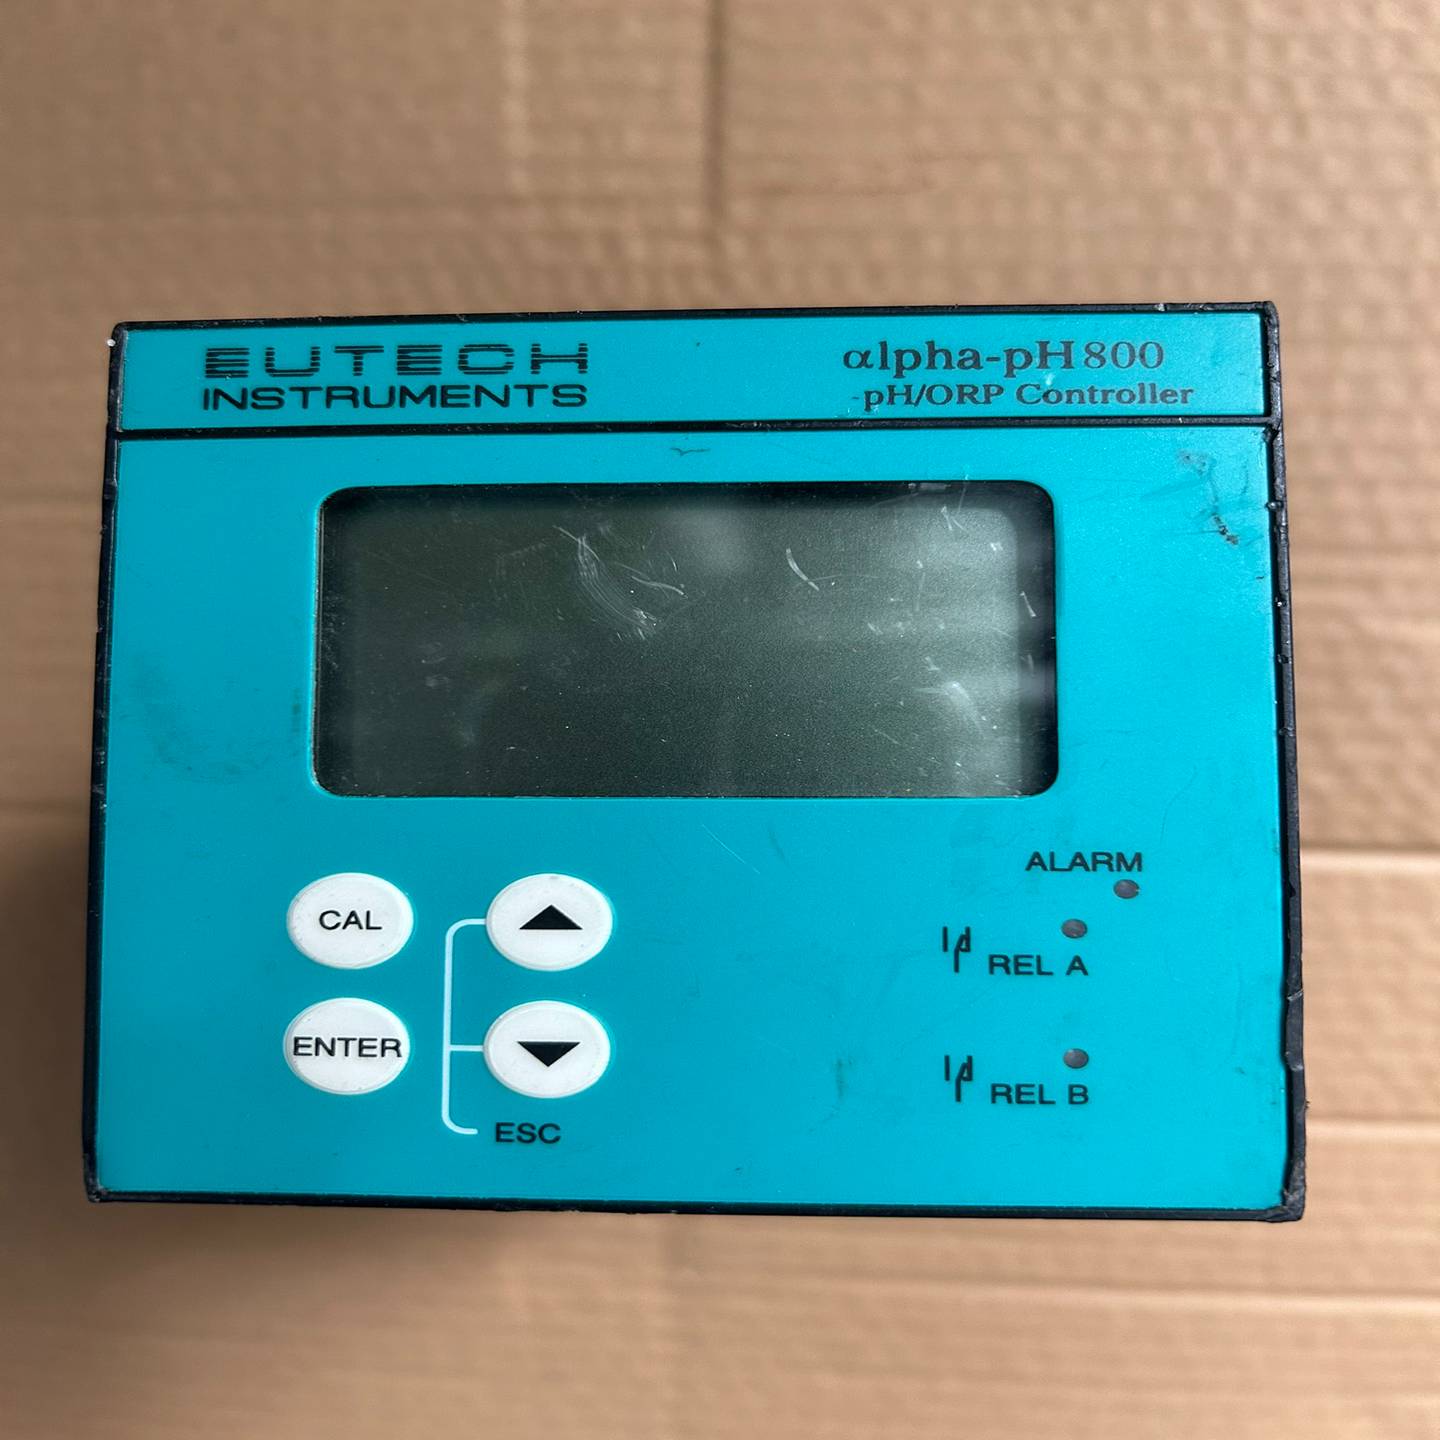 EUTECH
INSTRUMENTS
αlpha-pH800
pH/ORP Controller
CAL
ENTER
ESC
ALARM
REL A
REL B